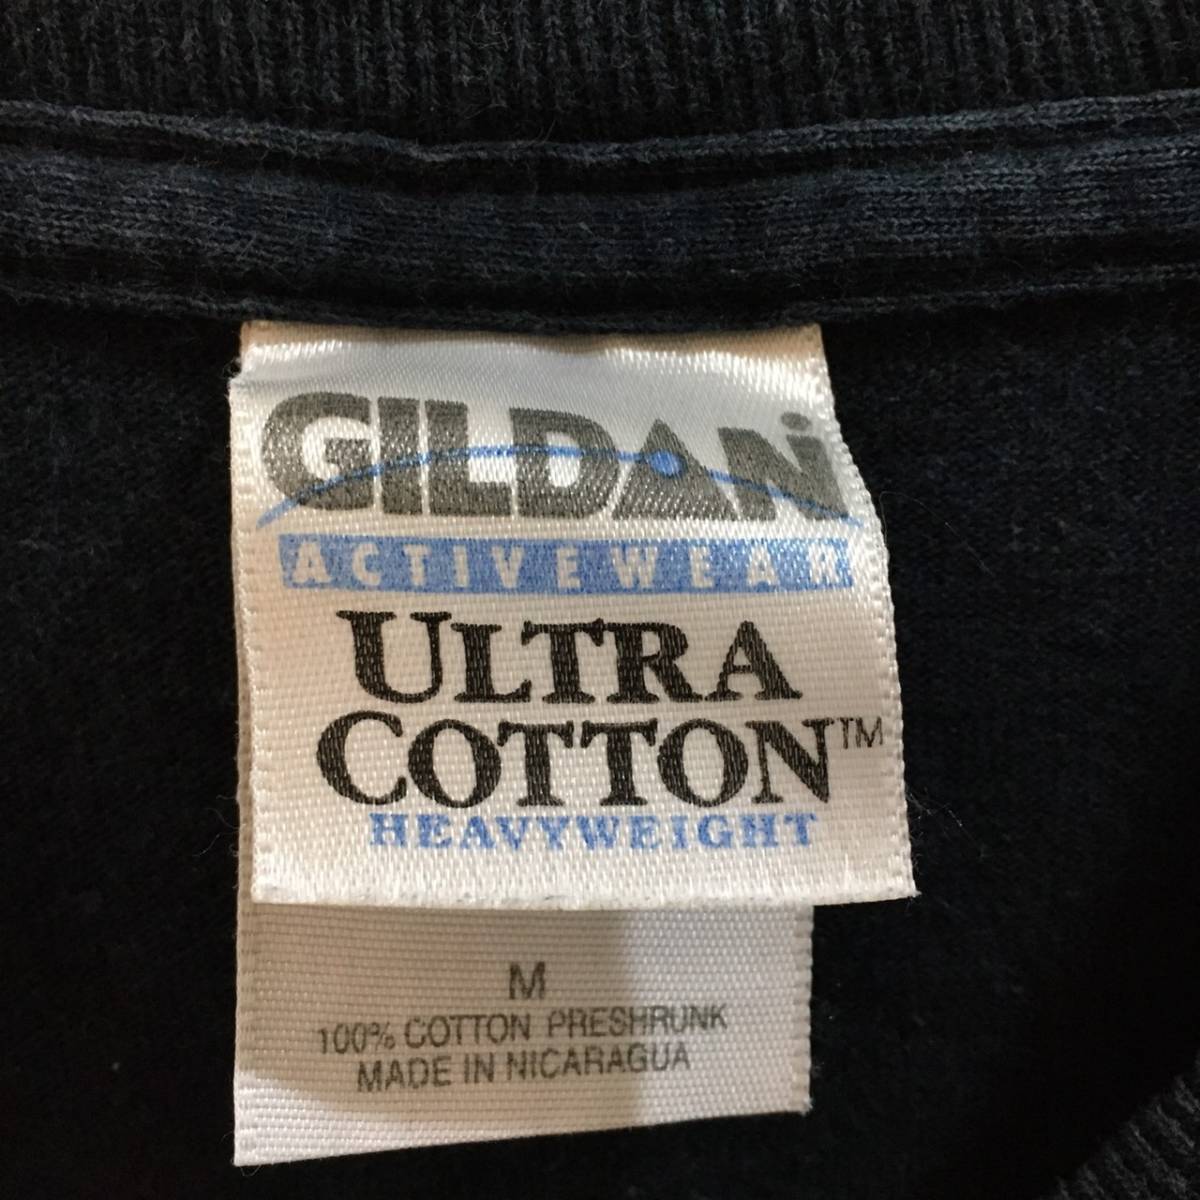 GILDAN
ACTIVEWEAR
ULTRA
COTTON™
HEAVYWEIGHT
M
100% COTTON PRESHRUNK
MADE IN NICARAGUA